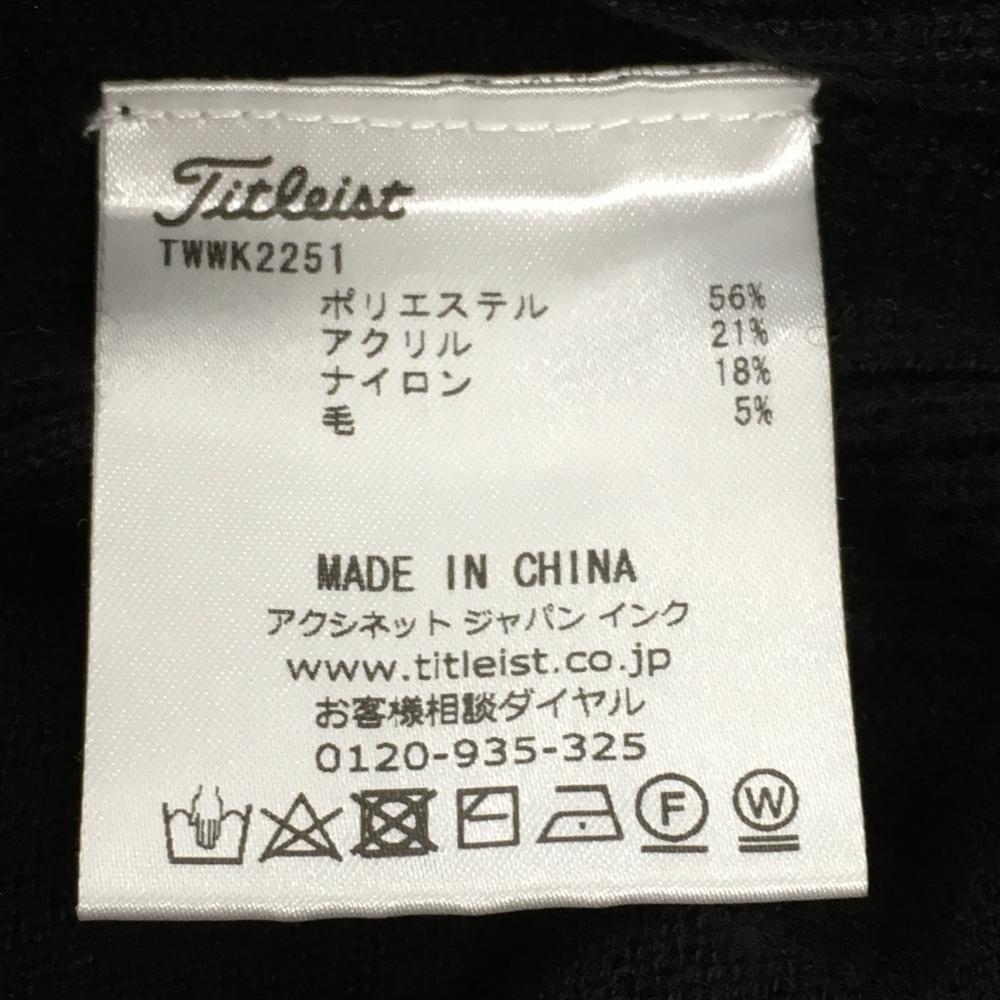 Titleist
TWWK2251
ポリエステル 56%
アクリル 21%
ナイロン 18%
毛 5%
MADE IN CHINA
アクシネット ジャパン インク
www.titleist.co.jp
お客様相談ダイヤル
0120-935-325
F W